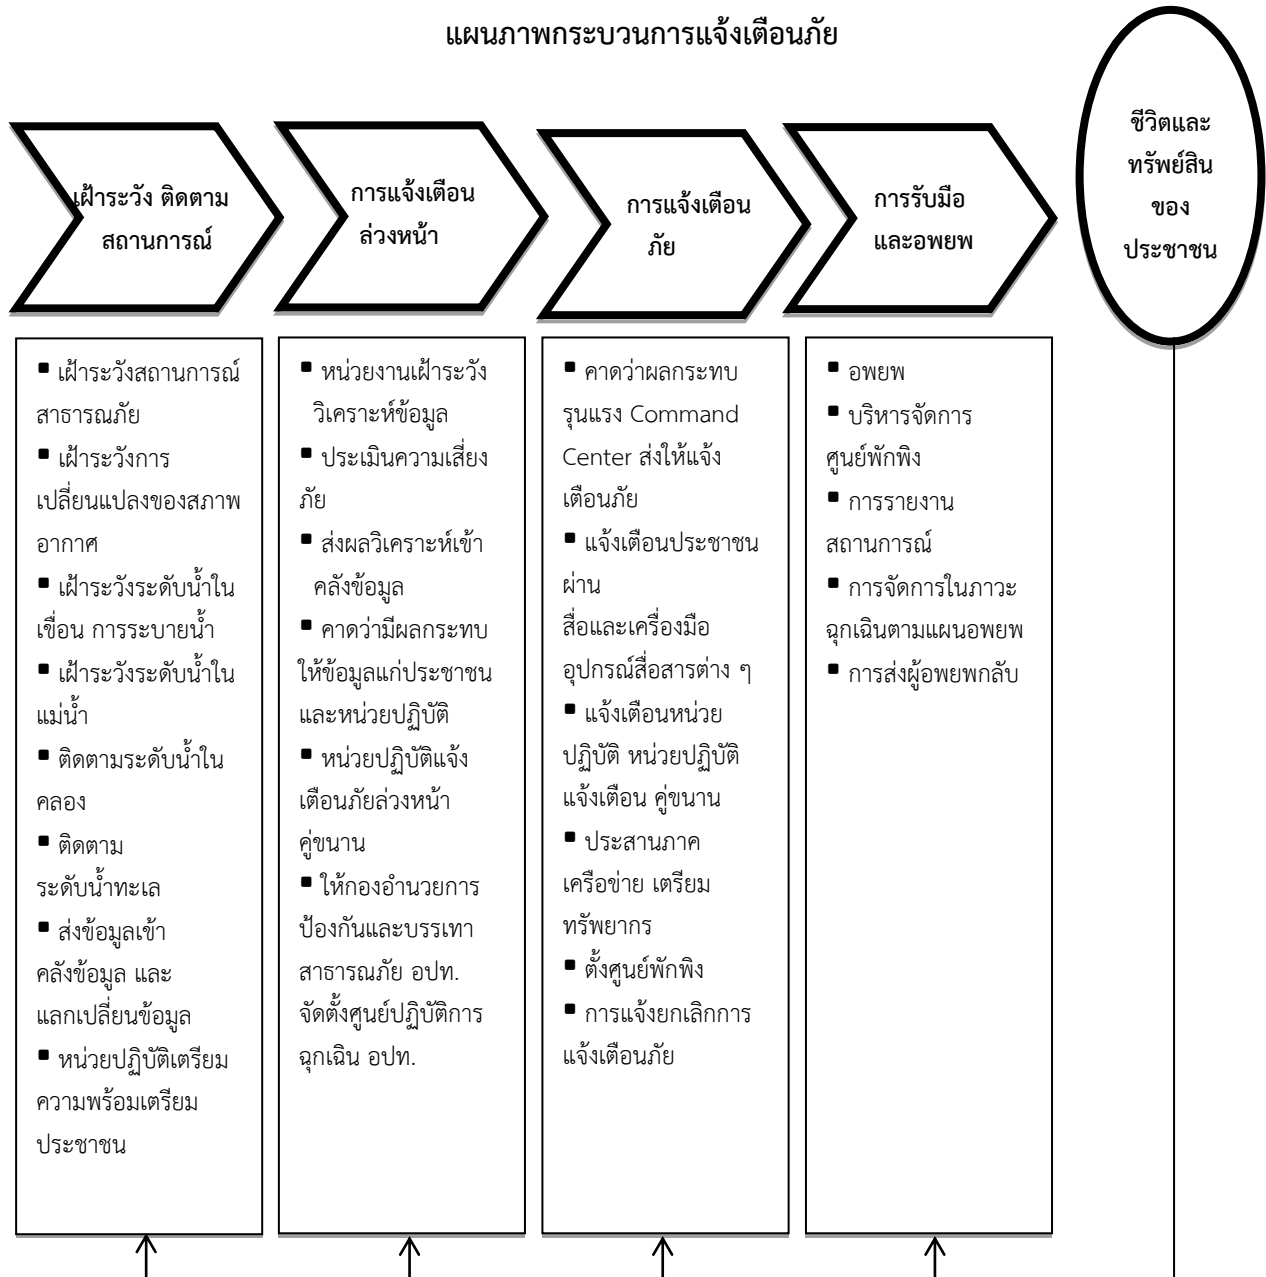 แผนภาพกระบวนการแจ้งเตือนภัย
เฝ้าระวัง ติดตาม
สถานการณ์
การแจ้งเตือน
ล่วงหน้า
การแจ้งเตือน
ภัย
การรับมือ
และอพยพ
ชีวิตและ
ทรัพย์สิน
ของ
ประชาชน
▪ เฝ้าระวังสถานการณ์
สาธารณภัย
▪ เฝ้าระวังการ
เปลี่ยนแปลงของสภาพ
อากาศ
▪ เฝ้าระวังระดับน้ำใน
เขื่อน การระบายน้ำ
▪ เฝ้าระวังระดับน้ำใน
แม่น้ำ
▪ ติดตามระดับน้ำใน
คลอง
▪ ติดตาม
ระดับน้ำทะเล
▪ ส่งข้อมูลเข้า
คลังข้อมูล และ
แลกเปลี่ยนข้อมูล
▪ หน่วยปฏิบัติเตรียม
ความพร้อมเตรียม
ประชาชน
▪ หน่วยงานเฝ้าระวัง
วิเคราะห์ข้อมูล
▪ ประเมินความเสี่ยง
ภัย
▪ ส่งผลวิเคราะห์เข้า
คลังข้อมูล
▪ คาดว่ามีผลกระทบ
ให้ข้อมูลแก่ประชาชน
และหน่วยปฏิบัติ
▪ หน่วยปฏิบัติแจ้ง
เตือนภัยล่วงหน้า
คู่ขนาน
▪ ให้กองอำนวยการ
ป้องกันและบรรเทา
สาธารณภัย อปท.
จัดตั้งศูนย์ปฏิบัติการ
ฉุกเฉิน อปท.
▪ คาดว่าผลกระทบ
รุนแรง Command
Center ส่งให้แจ้ง
เตือนภัย
▪ แจ้งเตือนประชาชน
ผ่าน
สื่อและเครื่องมือ
อุปกรณ์สื่อสารต่าง ๆ
▪ แจ้งเตือนหน่วย
ปฏิบัติ หน่วยปฏิบัติ
แจ้งเตือน คู่ขนาน
▪ ประสานภาค
เครือข่าย เตรียม
ทรัพยากร
▪ ตั้งศูนย์พักพิง
▪ การแจ้งยกเลิกการ
แจ้งเตือนภัย
▪ อพยพ
▪ บริหารจัดการ
ศูนย์พักพิง
▪ การรายงาน
สถานการณ์
▪ การจัดการในภาวะ
ฉุกเฉินตามแผนอพยพ
▪ การส่งผู้อพยพกลับ